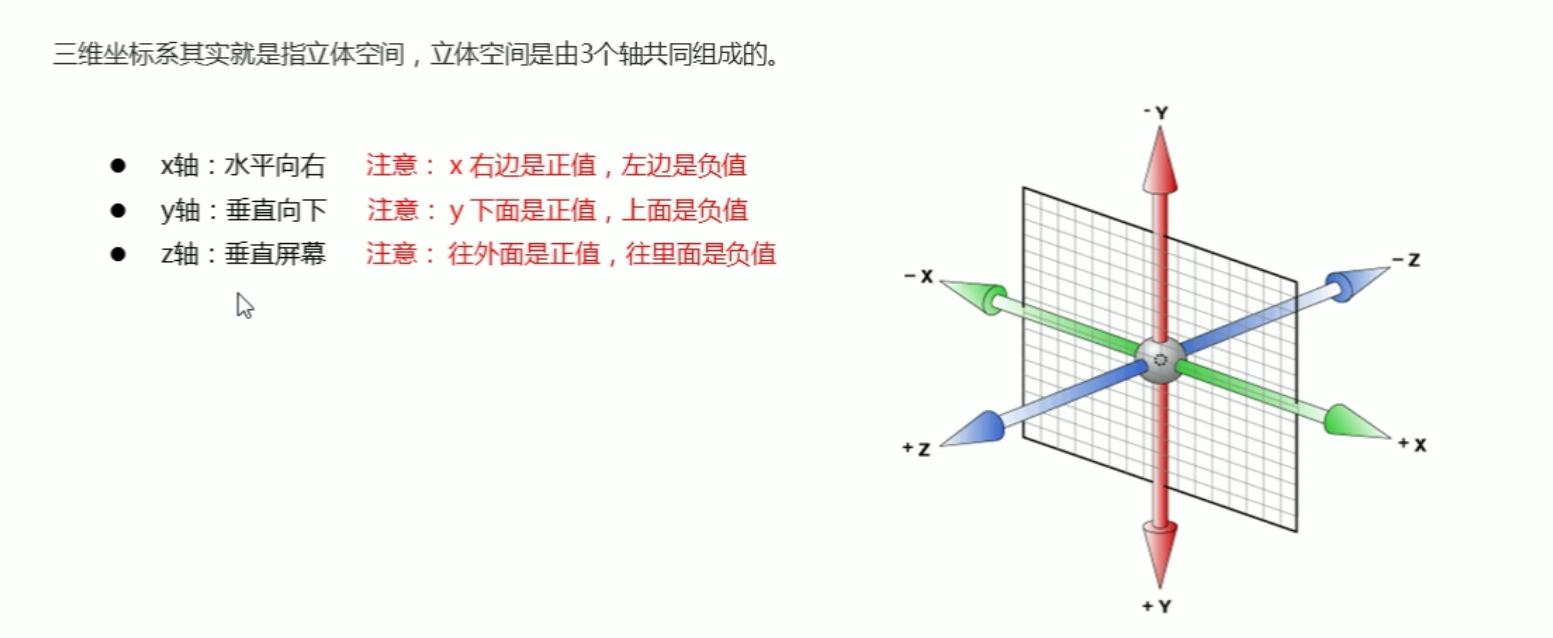 三维坐标系其实就是指立体空间，立体空间是由3个轴共同组成的。
● x轴：水平向右 注意： x 右边是正值，左边是负值
● y轴：垂直向下 注意： y 下面是正值，上面是负值
● z轴：垂直屏幕 注意： 往外面是正值，往里面是负值
- Y
- X
- Z
+ Z
+ X
+ Y